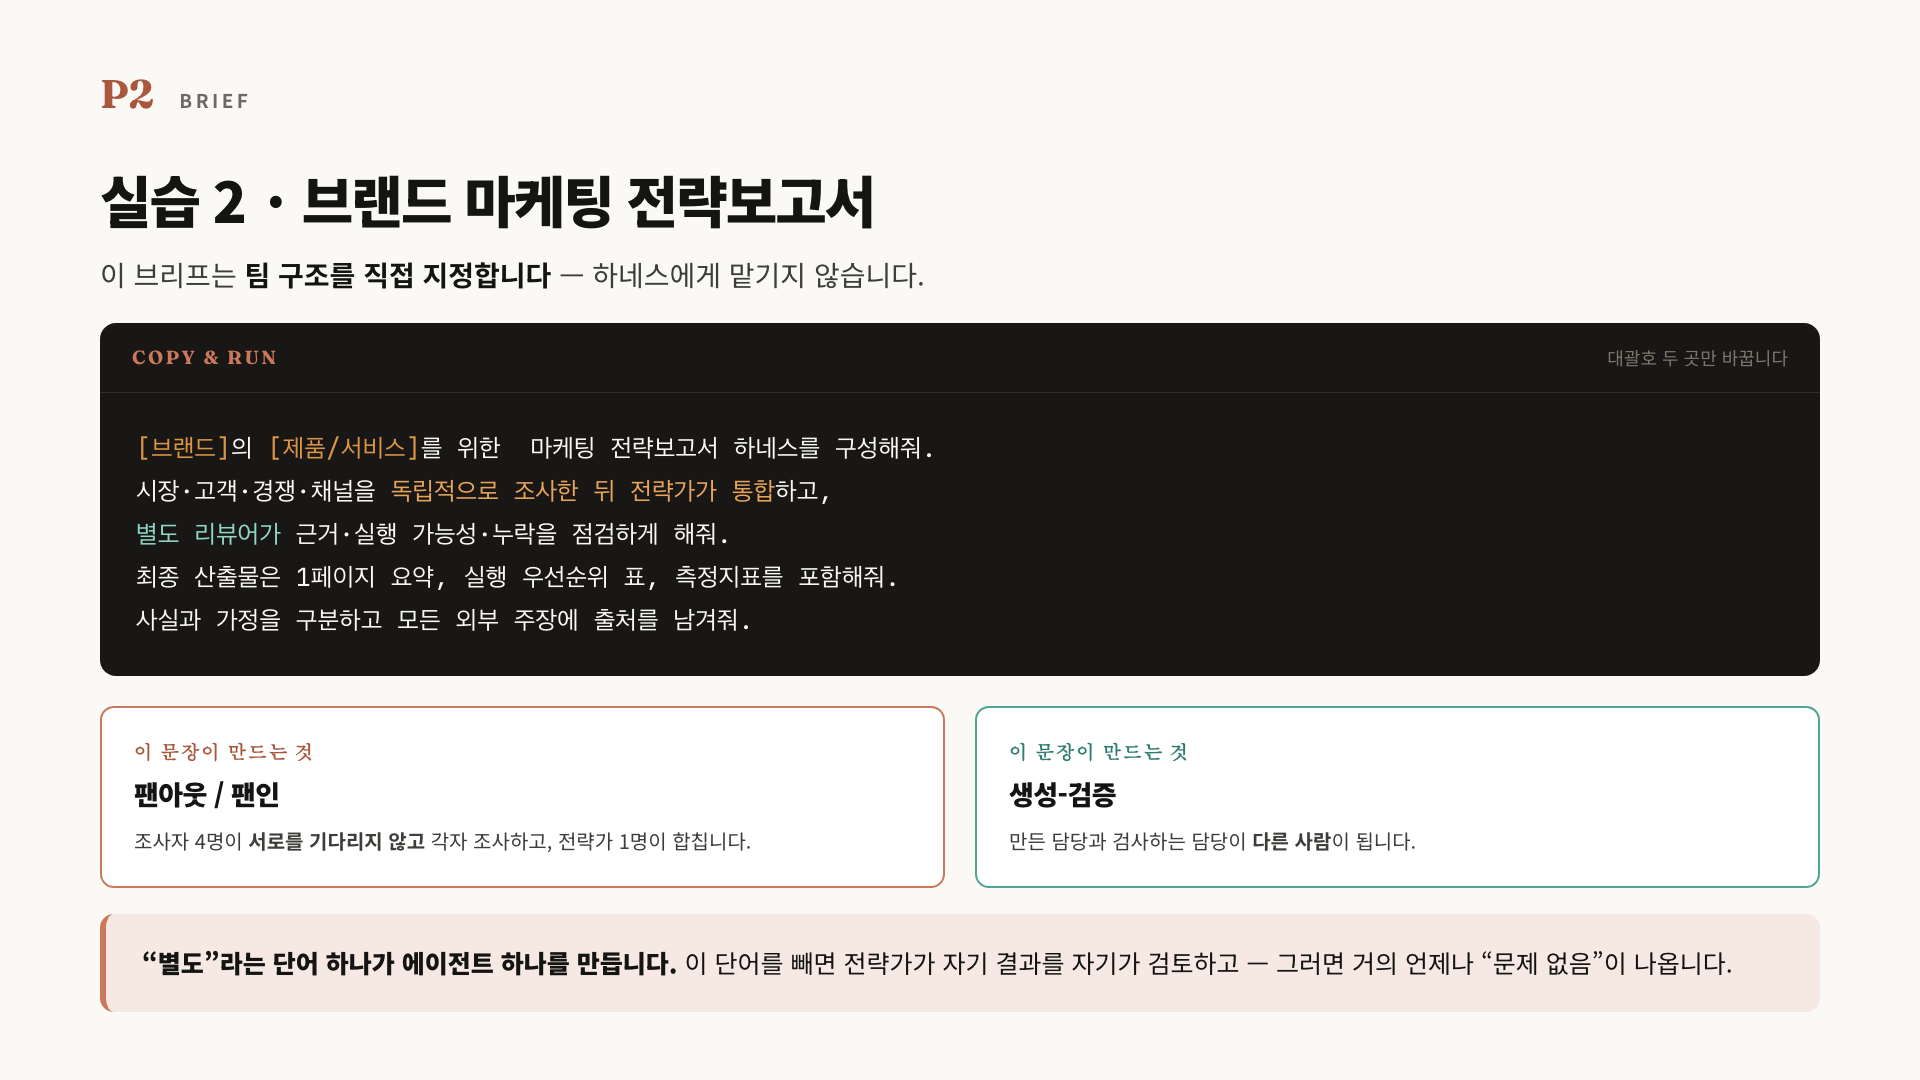 P2 BRIEF
실습 2 · 브랜드 마케팅 전략보고서
이 브리프는 팀 구조를 직접 지정합니다 — 하네스에게 맡기지 않습니다.
COPY & RUN
대괄호 두 곳만 바꿉니다
[브랜드]의 [제품/서비스]를 위한  마케팅 전략보고서 하네스를 구성해줘.
시장·고객·경쟁·채널을 독립적으로 조사한 뒤 전략가가 통합하고,
별도 리뷰어가 근거·실행 가능성·누락을 점검하게 해줘.
최종 산출물은 1페이지 요약, 실행 우선순위 표, 측정지표를 포함해줘.
사실과 가정을 구분하고 모든 외부 주장에 출처를 남겨줘.
이 문장이 만드는 것
팬아웃 / 팬인
조사자 4명이 서로를 기다리지 않고 각자 조사하고, 전략가 1명이 합칩니다.
이 문장이 만드는 것
생성-검증
만든 담당과 검사하는 담당이 다른 사람이 됩니다.
“별도”라는 단어 하나가 에이전트 하나를 만듭니다. 이 단어를 빼면 전략가가 자기 결과를 자기가 검토하고 — 그러면 거의 언제나 “문제 없음”이 나옵니다.